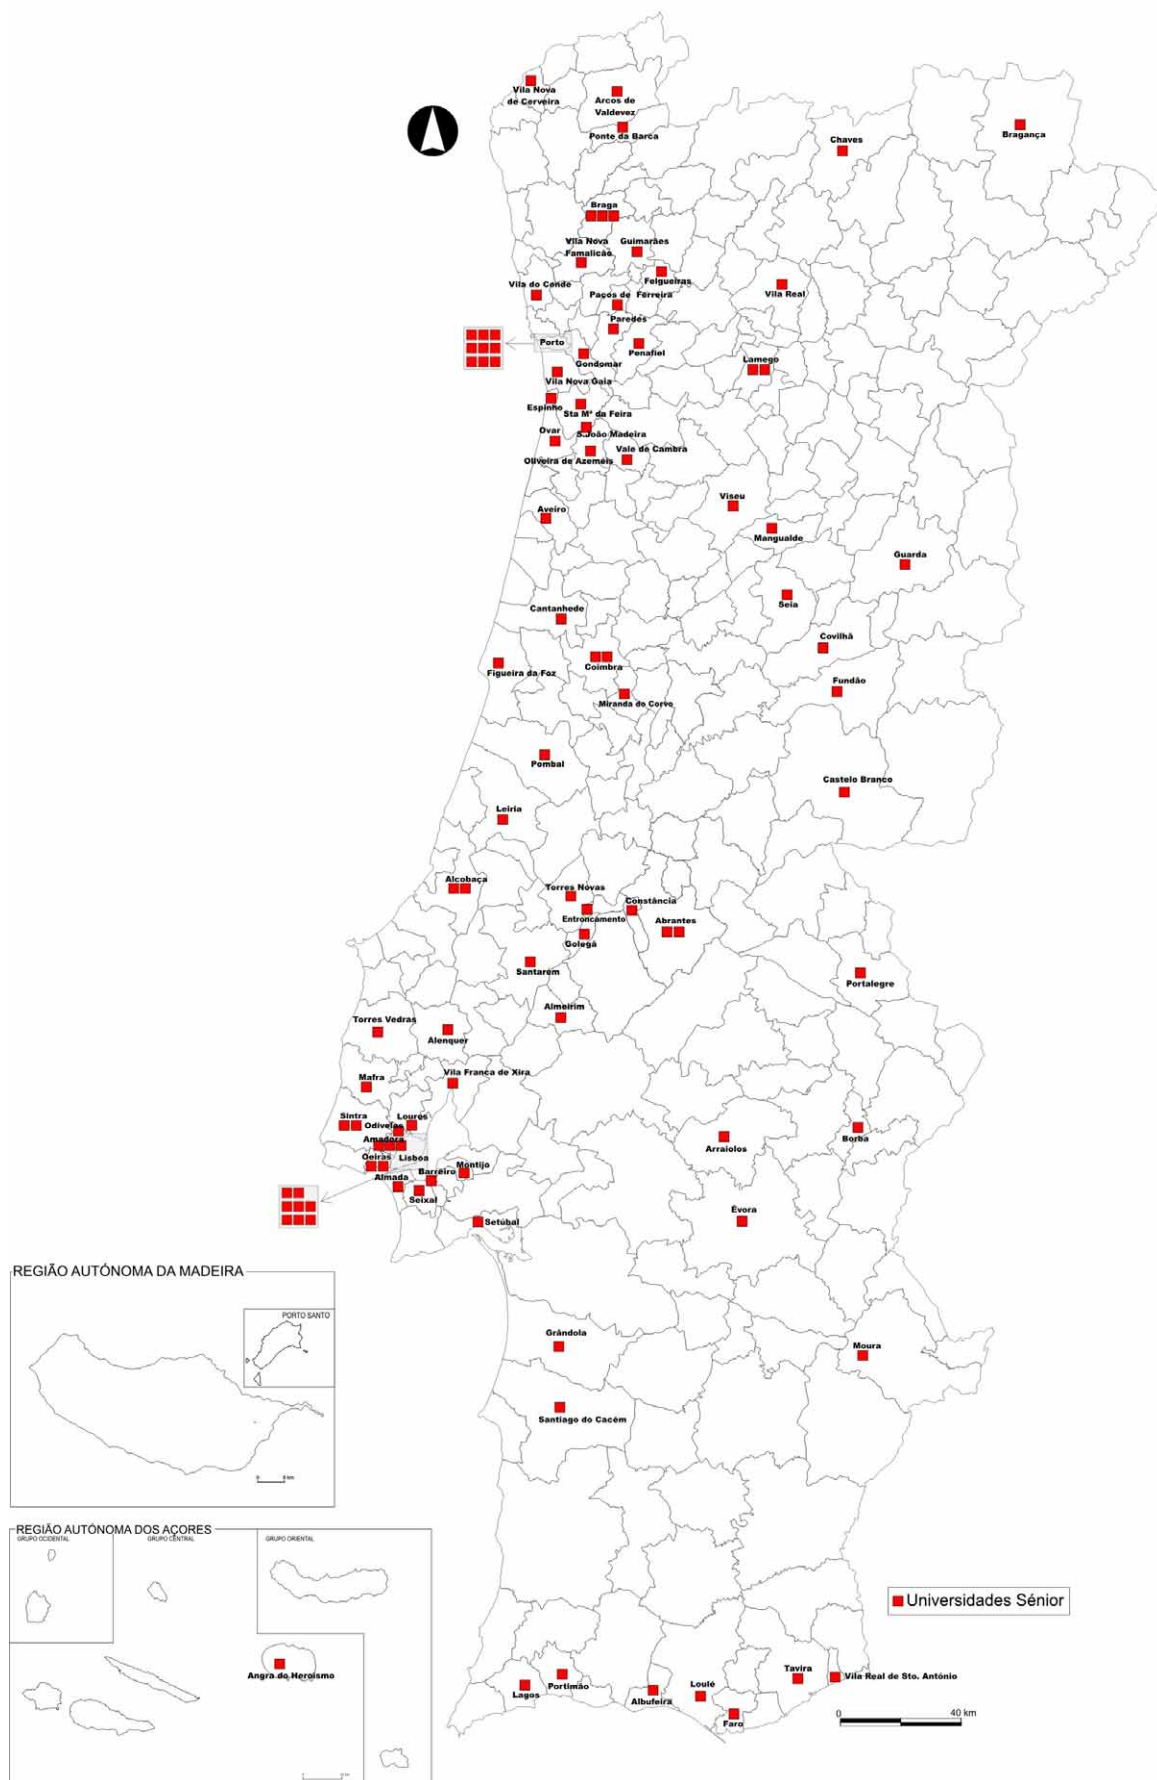 Vila Nova
de Cerveira
Arcos de
Valdevez
Ponte da Barca
Chaves
Bragança
Braga
Vila Nova
Famalicão
Guimarães
Felgueiras
Vila do Conde
Paços de Ferreira
Vila Real
Paredes
Porto
Penafiel
Gondomar
Lamego
Vila Nova Gaia
Espinho
Sta Mª da Feira
Ovar
S.João Madeira
Oliveira de Azeméis
Vale de Cambra
Viseu
Aveiro
Mangualde
Guarda
Seia
Cantanhede
Covilhã
Coimbra
Figueira da Foz
Fundão
Miranda do Corvo
Pombal
Castelo Branco
Leiria
Alcobaça
Torres Novas
Constância
Entroncamento
Abrantes
Golegã
Santarém
Portalegre
Almeirim
Torres Vedras
Alenquer
Vila Franca de Xira
Mafra
Sintra
Loures
Odivelas
Amadora
Oeiras
Lisboa
Borba
Arraiolos
Barreiro
Montijo
Almada
Seixal
Setúbal
Évora
REGIÃO AUTÓNOMA DA MADEIRA
PORTO SANTO
Grândola
Moura
Santiago do Cacém
0 8 km
REGIÃO AUTÓNOMA DOS AÇORES
GRUPO OCIDENTAL
GRUPO CENTRAL
GRUPO ORIENTAL
Universidades Sénior
Angra do Heroísmo
Lagos
Portimão
Albufeira
Loulé
Faro
Tavira
Vila Real de Sto. António
0 40 km